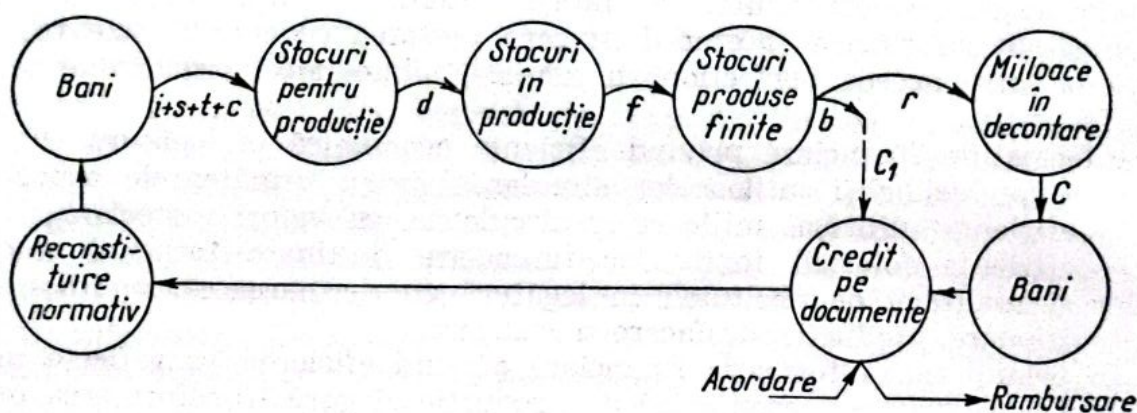 Bani
i+s+t+c
Stocuri
pentru
producție
d
Stocuri
în
producție
f
Stocuri
produse
finite
b
r
Mijloace
în
decontare
C₁
C
Reconsti-
tuire
normativ
Credit
pe
documente
Bani
Acordare
Rambursare